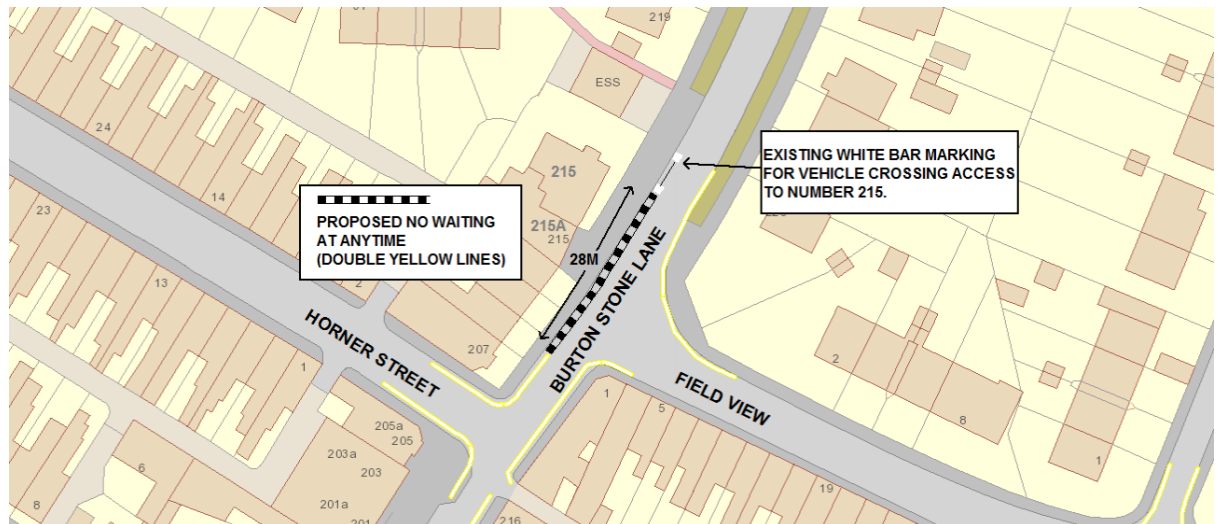 219
ESS
24
14
23
13
2
1
215
215A
215
28M
207
205a
205
203a
203
201a
201
6
8
216
1
5
19
2
8
1
EXISTING WHITE BAR MARKING
FOR VEHICLE CROSSING ACCESS
TO NUMBER 215.
PROPOSED NO WAITING
AT ANYTIME
(DOUBLE YELLOW LINES)
HORNER STREET
BURTON STONE LANE
FIELD VIEW